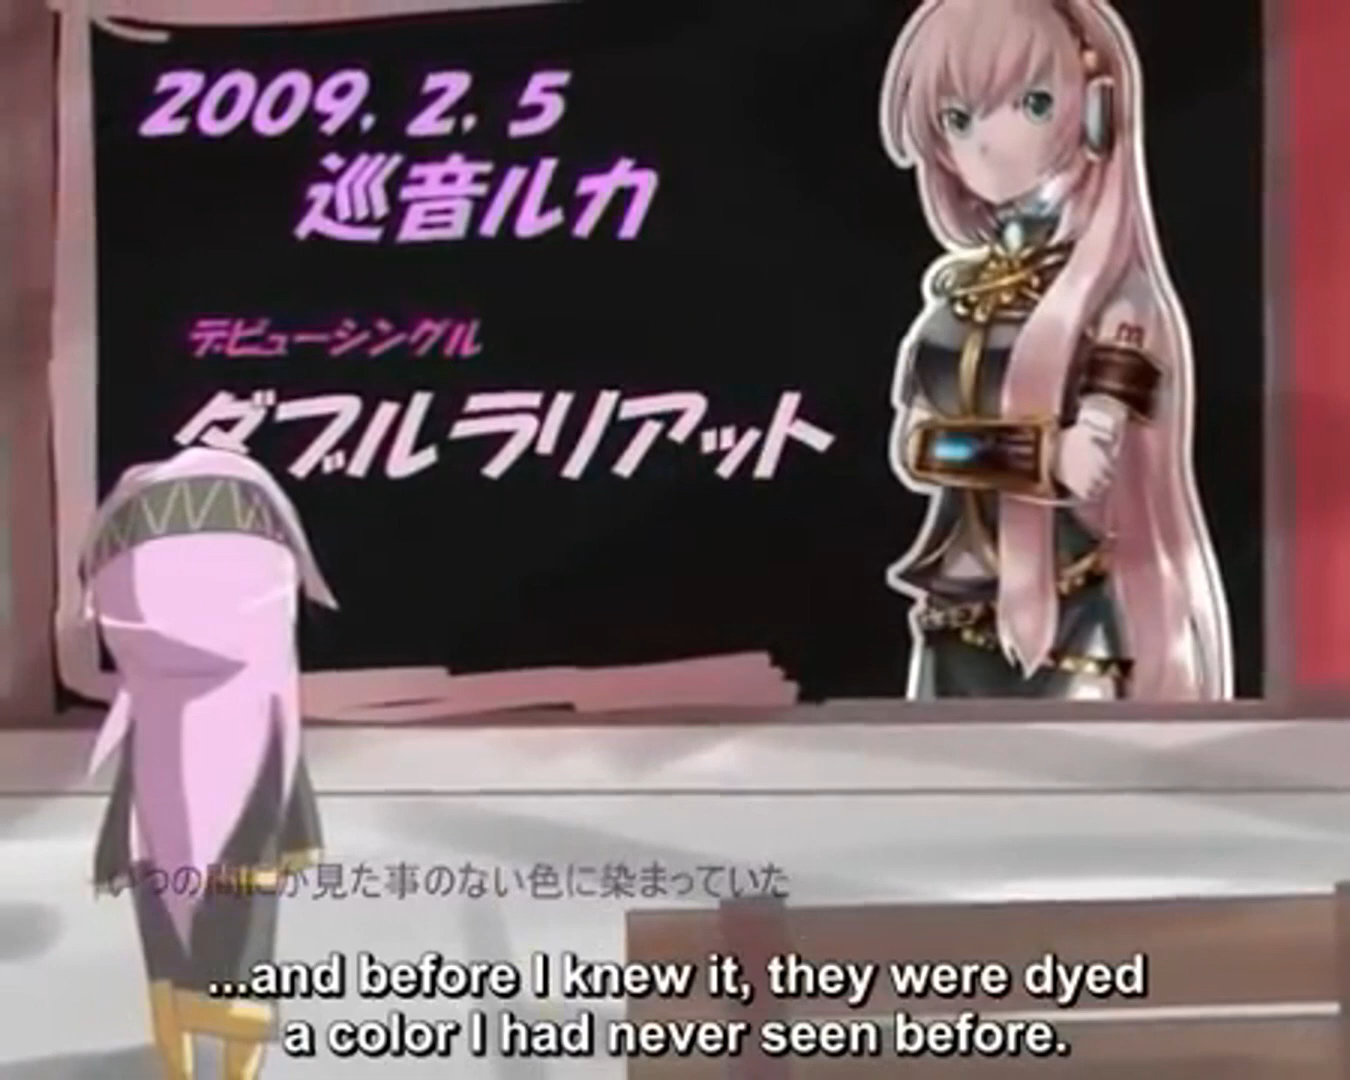 2009. 2. 5
巡音ルカ
デビューシングル
ダブルラリアット
m
いつの間にか見た事のない色に染まっていた
...and before I knew it, they were dyed
a color I had never seen before.